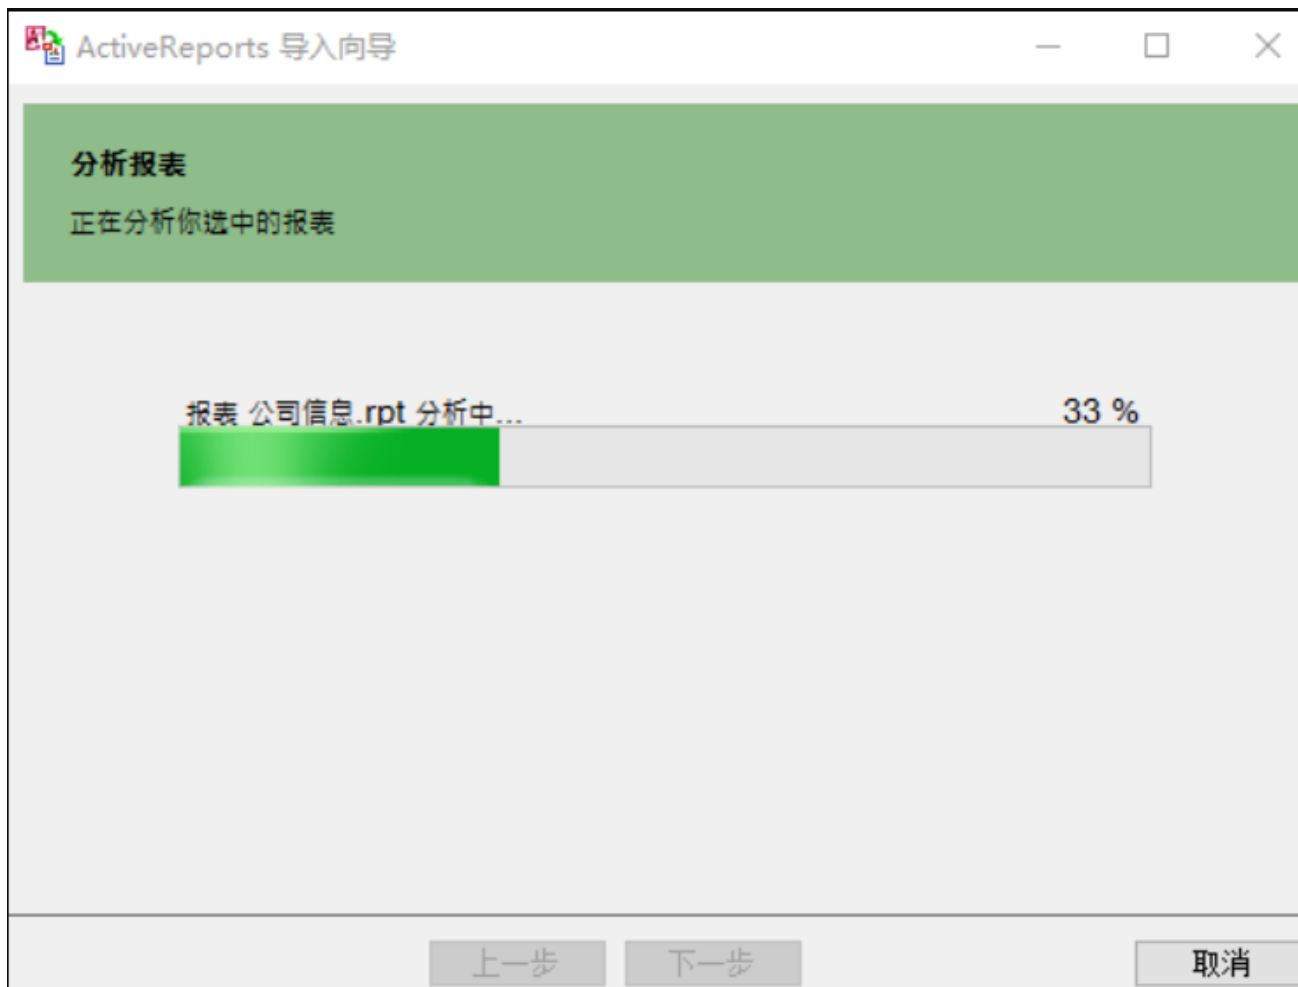 ActiveReports 导入向导
分析报表
正在分析你选中的报表
报表 公司信息.rpt 分析中... 33 %
上一步 下一步 取消